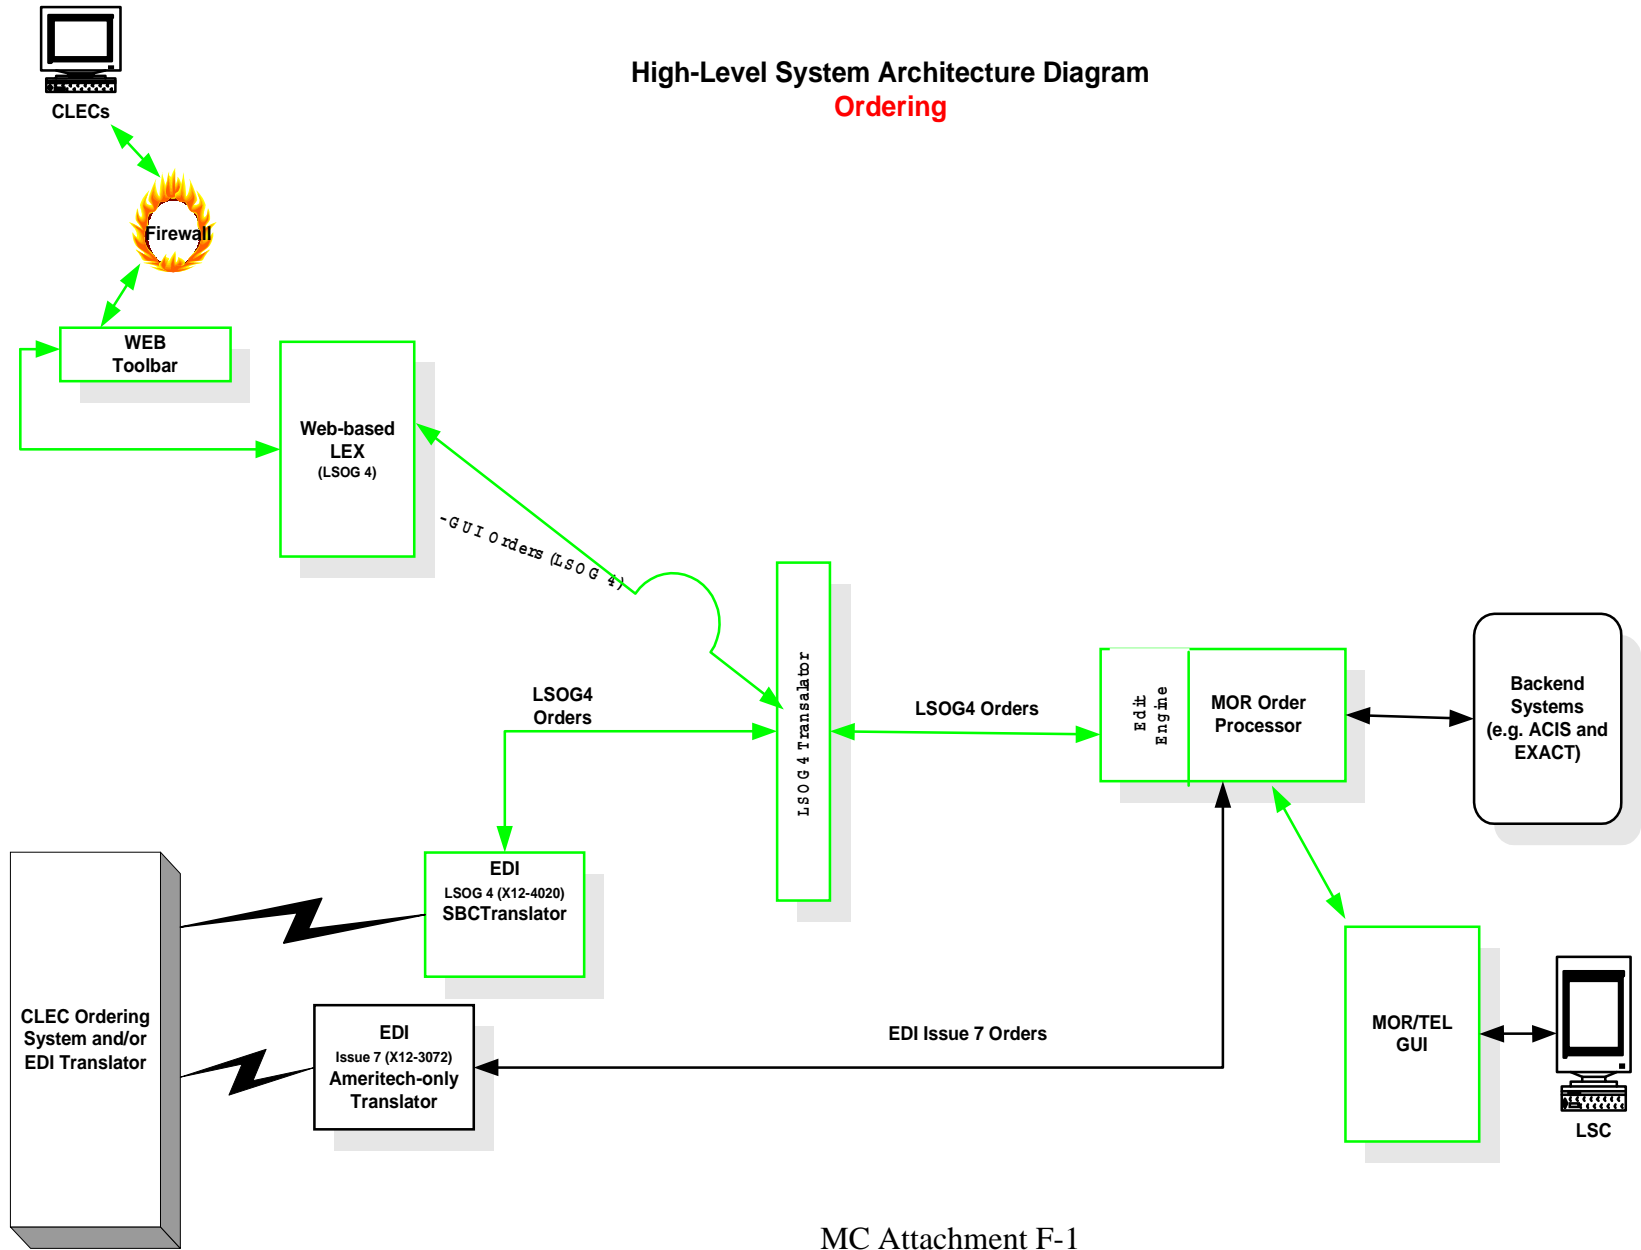 High-Level System Architecture Diagram
Ordering
CLECs
Firewall
WEB
Toolbar
Web-based
LEX
(LSOG 4)
-GUI Orders (LSOG 4)
LSOG4
Orders
LSOG 4 Transalator
LSOG4 Orders
Edit
Engine
MOR Order
Processor
Backend
Systems
(e.g. ACIS and
EXACT)
EDI
LSOG 4 (X12-4020)
SBCTranslator
CLEC Ordering
System and/or
EDI Translator
EDI
Issue 7 (X12-3072)
Ameritech-only
Translator
EDI Issue 7 Orders
MOR/TEL
GUI
LSC
MC Attachment F-1